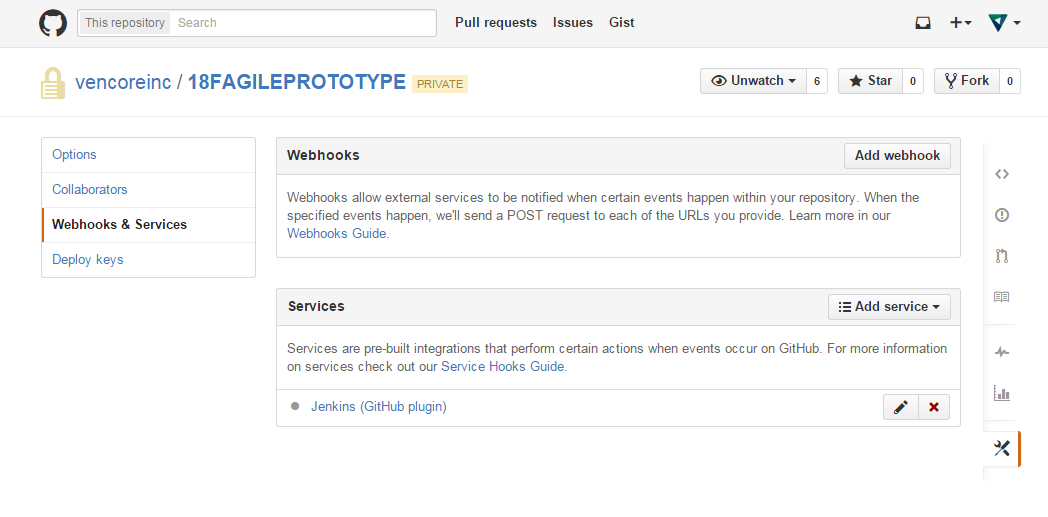 This repository Search Pull requests Issues Gist
vencoreinc / 18FAGILEPROTOTYPE PRIVATE Unwatch 6 Star 0 Fork 0
Options
Collaborators
Webhooks & Services
Deploy keys
Webhooks Add webhook
Webhooks allow external services to be notified when certain events happen within your repository. When the
specified events happen, we'll send a POST request to each of the URLs you provide. Learn more in our
Webhooks Guide.
Services Add service
Services are pre-built integrations that perform certain actions when events occur on GitHub. For more information
on services check out our Service Hooks Guide.
Jenkins (GitHub plugin)